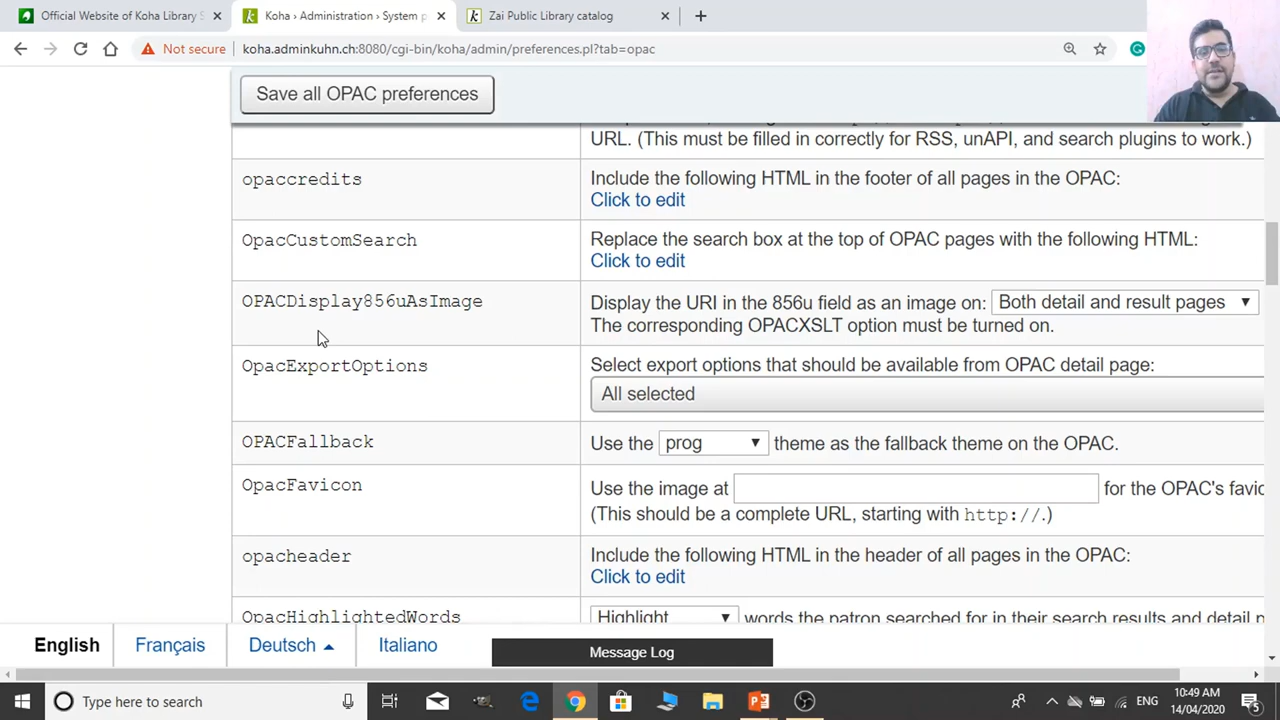 Official Website of Koha Library S
Koha › Administration › System p
Zai Public Library catalog
Not secure
koha.adminkuhn.ch:8080/cgi-bin/koha/admin/preferences.pl?tab=opac
Save all OPAC preferences
URL. (This must be filled in correctly for RSS, unAPI, and search plugins to work.)
opaccredits
Include the following HTML in the footer of all pages in the OPAC:
Click to edit
OpacCustomSearch
Replace the search box at the top of OPAC pages with the following HTML:
Click to edit
OPACDisplay856uAsImage
Display the URI in the 856u field as an image on: Both detail and result pages
The corresponding OPACXSLT option must be turned on.
OpacExportOptions
Select export options that should be available from OPAC detail page:
All selected
OPACFallback
Use the prog theme as the fallback theme on the OPAC.
OpacFavicon
Use the image at for the OPAC's favic
(This should be a complete URL, starting with http://.)
opacheader
Include the following HTML in the header of all pages in the OPAC:
Click to edit
OpacHighlightedWords
Highlight words the patron searched for in their search results and detail p
English Français Deutsch Italiano
Message Log
Type here to search
ENG
10:49 AM
14/04/2020
5